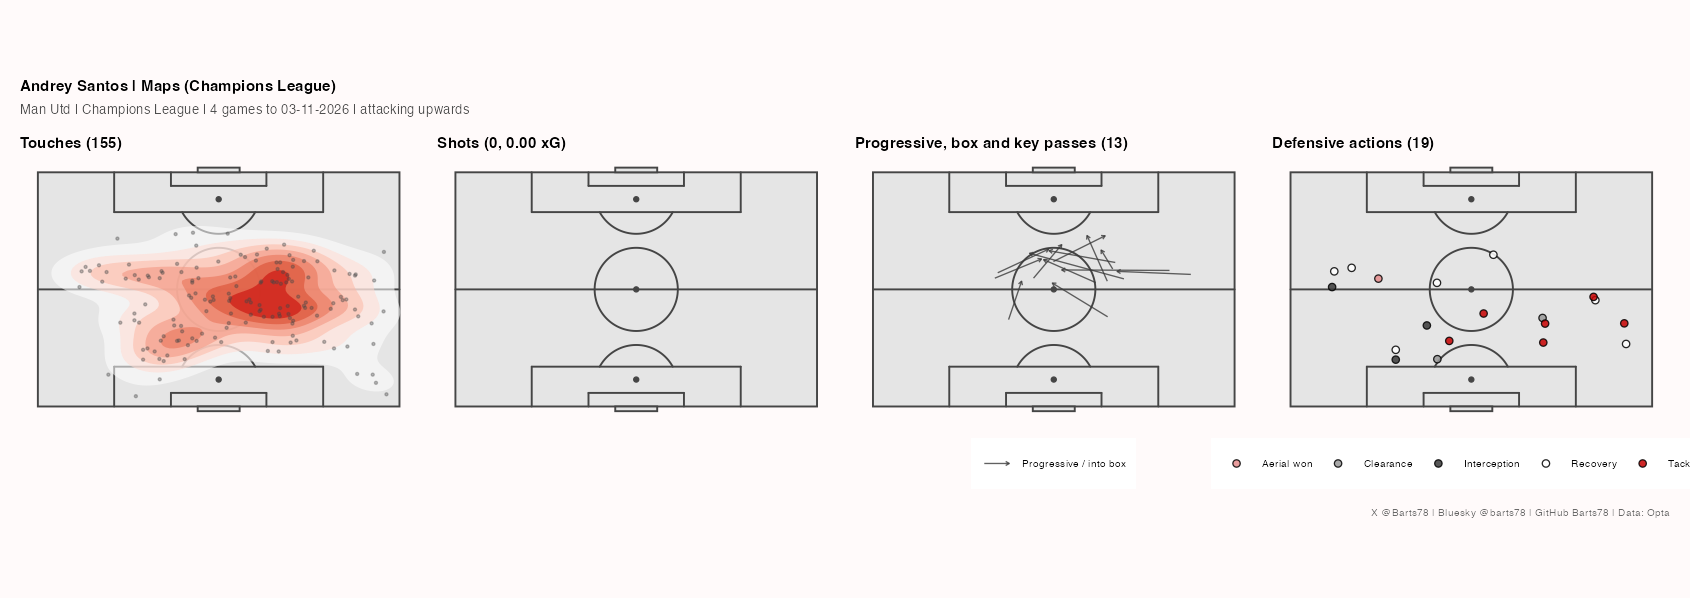 Andrey Santos | Maps (Champions League)
Man Utd | Champions League | 4 games to 03-11-2026 | attacking upwards
Touches (155)
Shots (0, 0.00 xG)
Progressive, box and key passes (13)
Defensive actions (19)
Progressive / into box
Aerial won
Clearance
Interception
Recovery
Tack
X @Barts78 | Bluesky @barts78 | GitHub Barts78 | Data: Opta